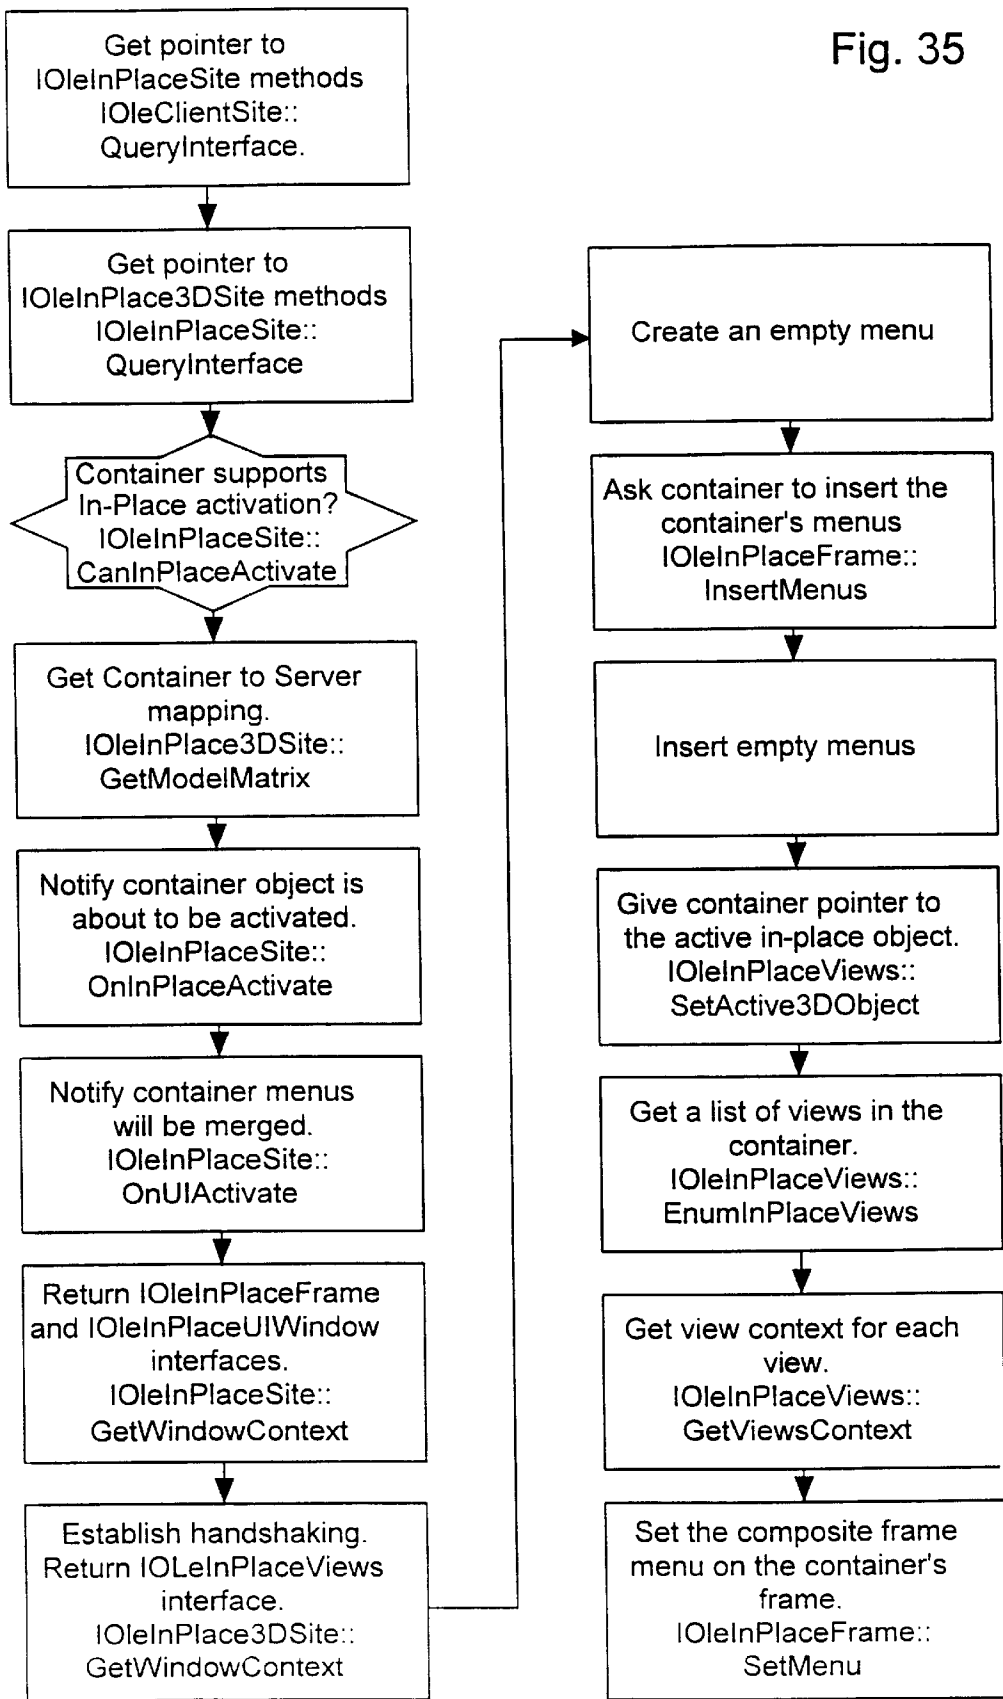 Fig. 35
Get pointer to
IOleInPlaceSite methods
IOleClientSite::
QueryInterface.
Get pointer to
IOleInPlace3DSite methods
IOleInPlaceSite::
QueryInterface
Container supports
In-Place activation?
IOleInPlaceSite::
CanInPlaceActivate
Get Container to Server
mapping.
IOleInPlace3DSite::
GetModelMatrix
Notify container object is
about to be activated.
IOleInPlaceSite::
OnInPlaceActivate
Notify container menus
will be merged.
IOleInPlaceSite::
OnUIActivate
Return IOleInPlaceFrame
and IOleInPlaceUIWindow
interfaces.
IOleInPlaceSite::
GetWindowContext
Establish handshaking.
Return IOLeInPlaceViews
interface.
IOleInPlace3DSite::
GetWindowContext
Create an empty menu
Ask container to insert the
container's menus
IOleInPlaceFrame::
InsertMenus
Insert empty menus
Give container pointer to
the active in-place object.
IOleInPlaceViews::
SetActive3DObject
Get a list of views in the
container.
IOleInPlaceViews::
EnumInPlaceViews
Get view context for each
view.
IOleInPlaceViews::
GetViewsContext
Set the composite frame
menu on the container's
frame.
IOleInPlaceFrame::
SetMenu